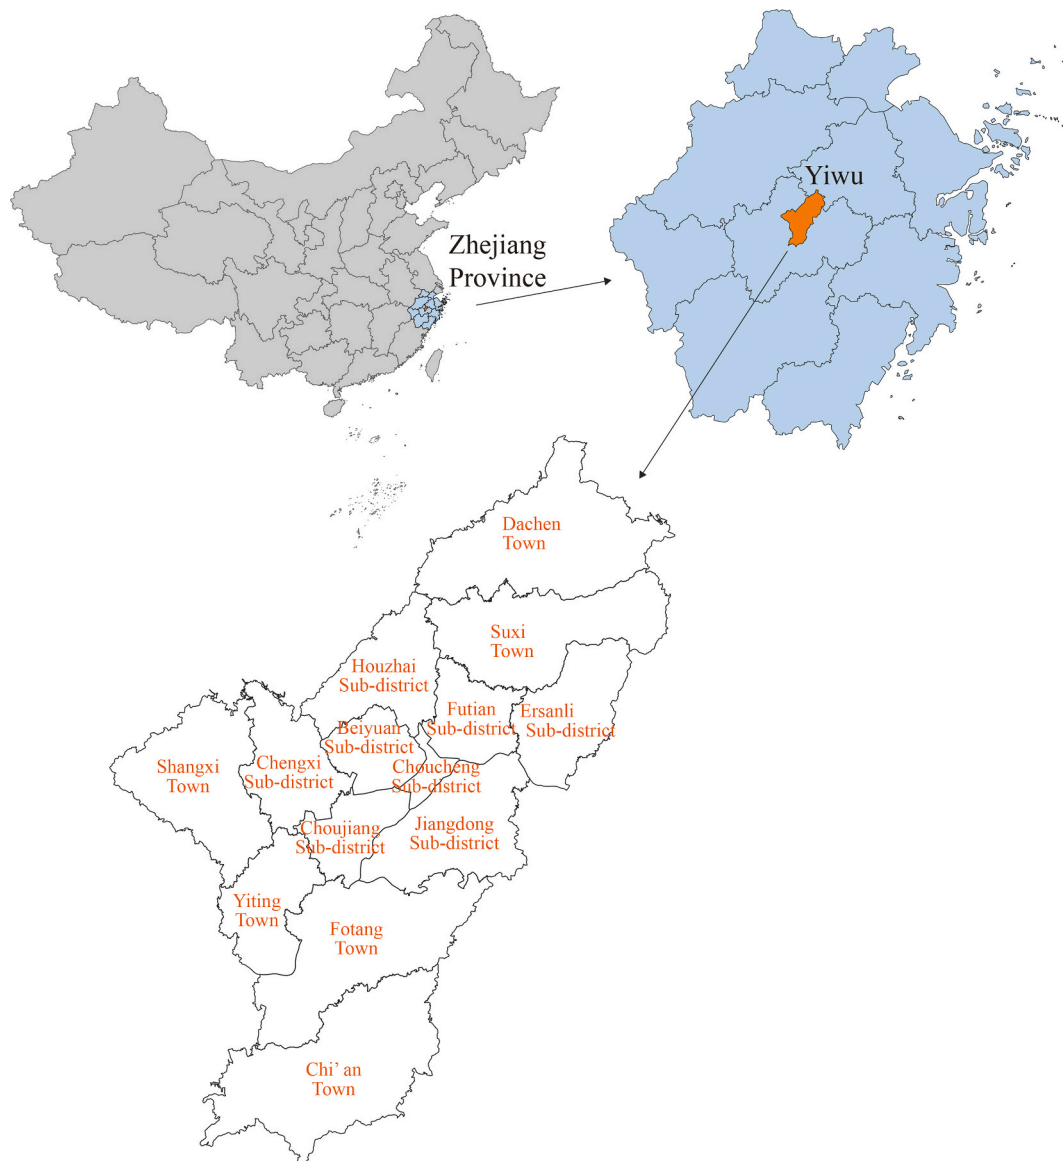 Yiwu
Zhejiang
Province
Dachen
Town
Suxi
Town
Houzhai
Sub-district
Futian
Sub-district
Ersanli
Sub-district
Beiyuan
Sub-district
Shangxi
Town
Chengxi
Sub-district
Choucheng
Sub-district
Choujiang
Sub-district
Jiangdong
Sub-district
Yiting
Town
Fotang
Town
Chi’ an
Town